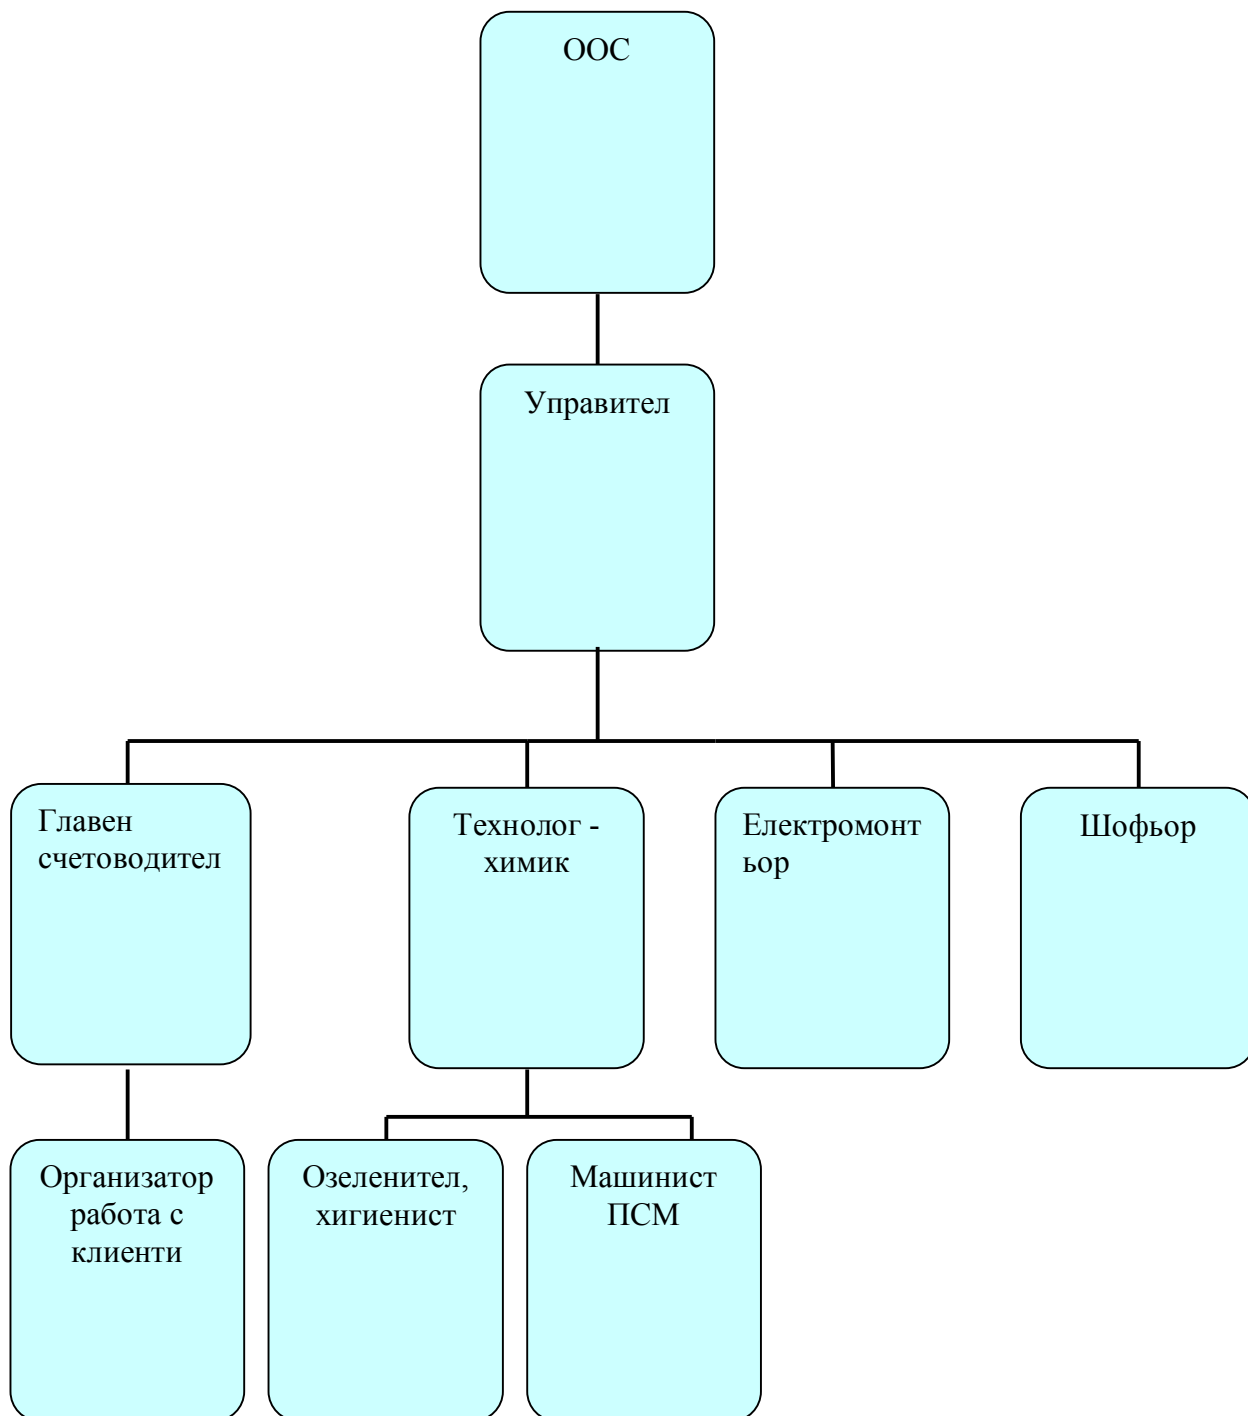 ООС
Управител
Главен
счетоводител
Технолог -
химик
Електромонт
ьор
Шофьор
Организатор
работа с
клиенти
Озеленител,
хигиенист
Машинист
ПСМ